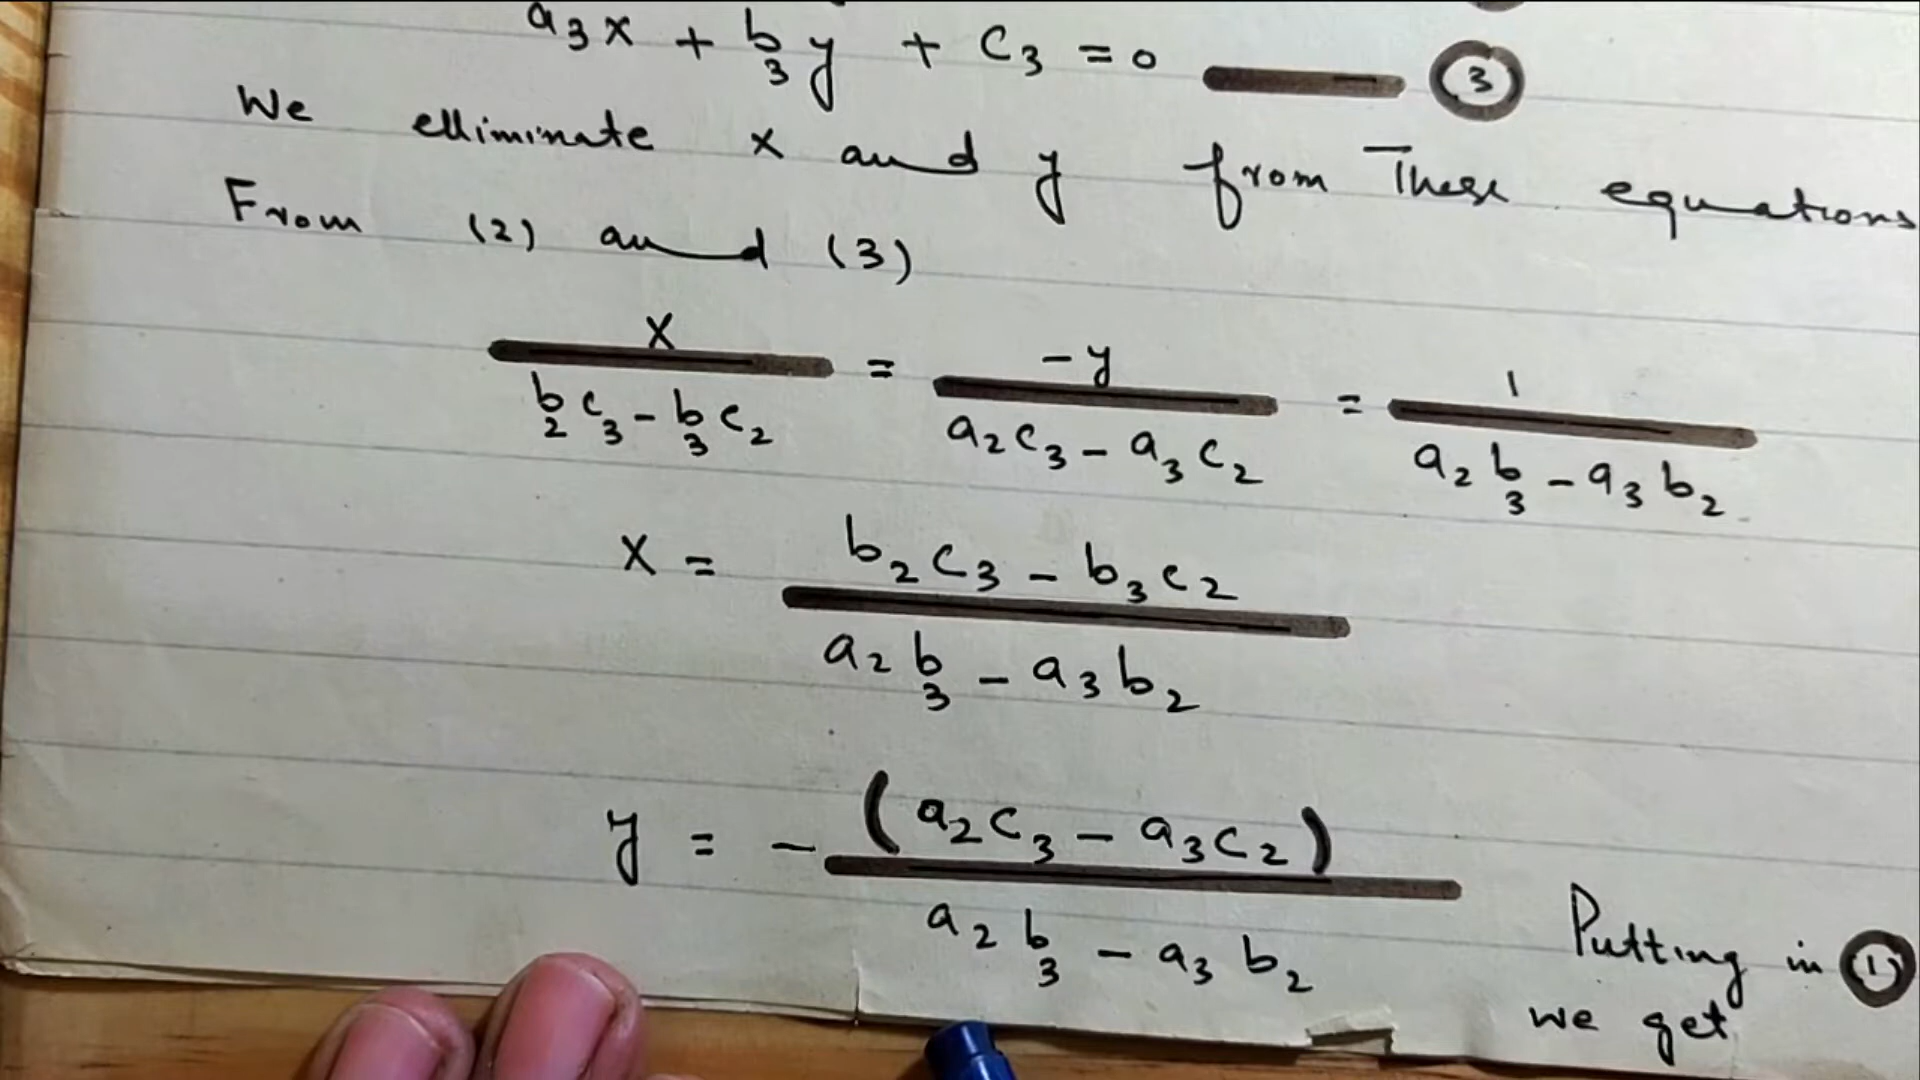 a₃x + b₃y + c₃ = 0 ——— ③
We elliminate x and y from These equations
From (2) and (3)
x / (b₂c₃ - b₃c₂) = -y / (a₂c₃ - a₃c₂) = 1 / (a₂b₃ - a₃b₂)
x = (b₂c₃ - b₃c₂) / (a₂b₃ - a₃b₂)
y = - (a₂c₃ - a₃c₂) / (a₂b₃ - a₃b₂)
Putting in ①
we get